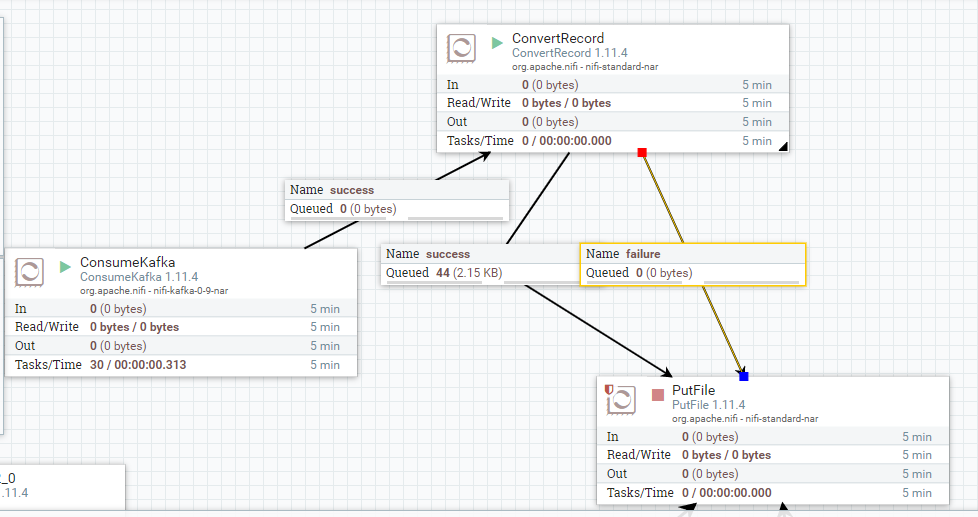 ConvertRecord
ConvertRecord 1.11.4
org.apache.nifi - nifi-standard-nar
In 0 (0 bytes) 5 min
Read/Write 0 bytes / 0 bytes 5 min
Out 0 (0 bytes) 5 min
Tasks/Time 0 / 00:00:00.000 5 min
Name success
Queued 0 (0 bytes)
ConsumeKafka
ConsumeKafka 1.11.4
org.apache.nifi - nifi-kafka-0-9-nar
In 0 (0 bytes) 5 min
Read/Write 0 bytes / 0 bytes 5 min
Out 0 (0 bytes) 5 min
Tasks/Time 30 / 00:00:00.313 5 min
Name success
Queued 44 (2.15 KB)
Name failure
Queued 0 (0 bytes)
PutFile
PutFile 1.11.4
org.apache.nifi - nifi-standard-nar
In 0 (0 bytes) 5 min
Read/Write 0 bytes / 0 bytes 5 min
Out 0 (0 bytes) 5 min
Tasks/Time 0 / 00:00:00.000 5 min
_0
.11.4